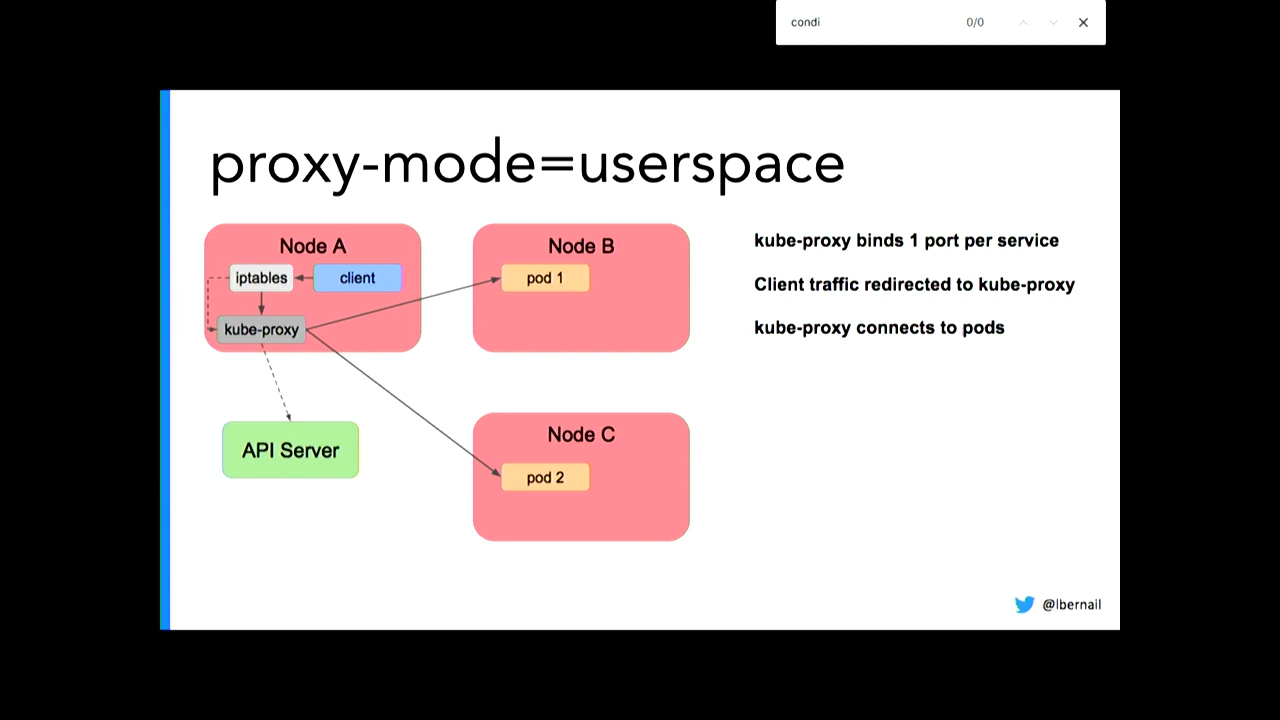 condi
0/0
proxy-mode=userspace
Node A
iptables
client
kube-proxy
API Server
Node B
pod 1
Node C
pod 2
kube-proxy binds 1 port per service
Client traffic redirected to kube-proxy
kube-proxy connects to pods
@lbernail